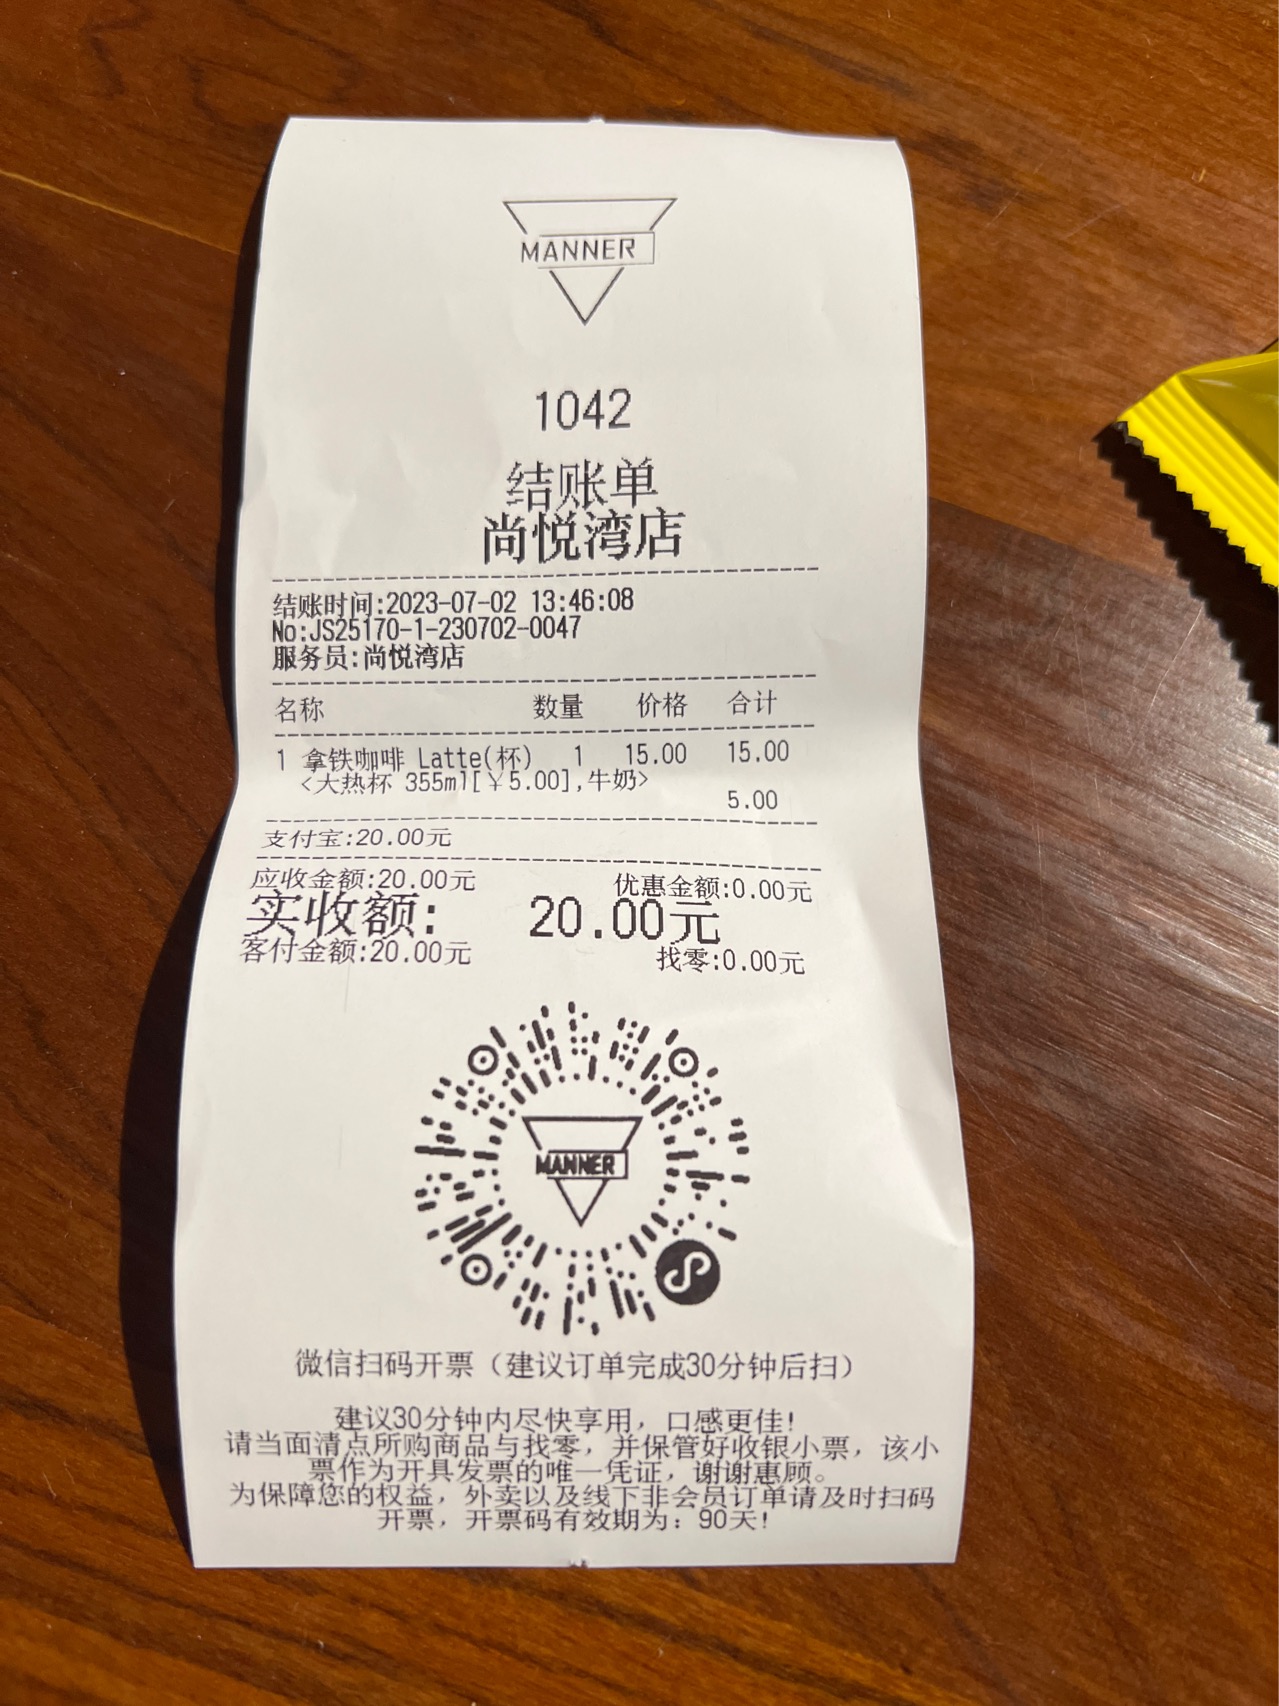 MANNER
1042
结账单
尚悦湾店
结账时间:2023-07-02 13:46:08
No:JS25170-1-230702-0047
服务员:尚悦湾店
名称 数量 价格 合计
1 拿铁咖啡 Latte(杯) 1 15.00 15.00
<大热杯 355ml[￥5.00],牛奶>
5.00
支付宝:20.00元
应收金额:20.00元 优惠金额:0.00元
实收额: 20.00元
客付金额:20.00元 找零:0.00元
MANNER
微信扫码开票（建议订单完成30分钟后扫）
建议30分钟内尽快享用，口感更佳！
请当面清点所购商品与找零，并保管好收银小票，该小
票作为开具发票的唯一凭证，谢谢惠顾。
为保障您的权益，外卖以及线下非会员订单请及时扫码
开票，开票码有效期为：90天！